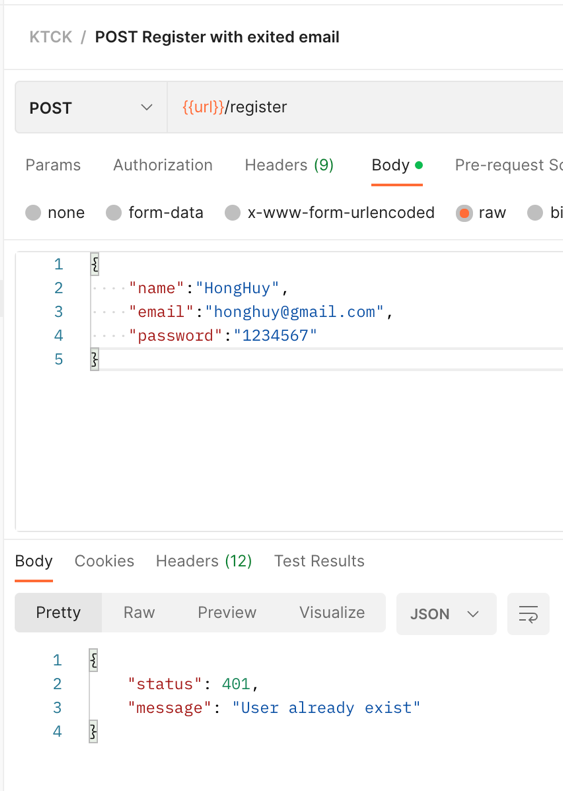 KTCK / POST Register with exited email
POST {{url}}/register
Params Authorization Headers (9) Body Pre-request Sc
none form-data x-www-form-urlencoded raw bi
1 {
2 "name":"HongHuy",
3 "email":"honghuy@gmail.com",
4 "password":"1234567"
5 }
Body Cookies Headers (12) Test Results
Pretty Raw Preview Visualize JSON
1 {
2 "status": 401,
3 "message": "User already exist"
4 }